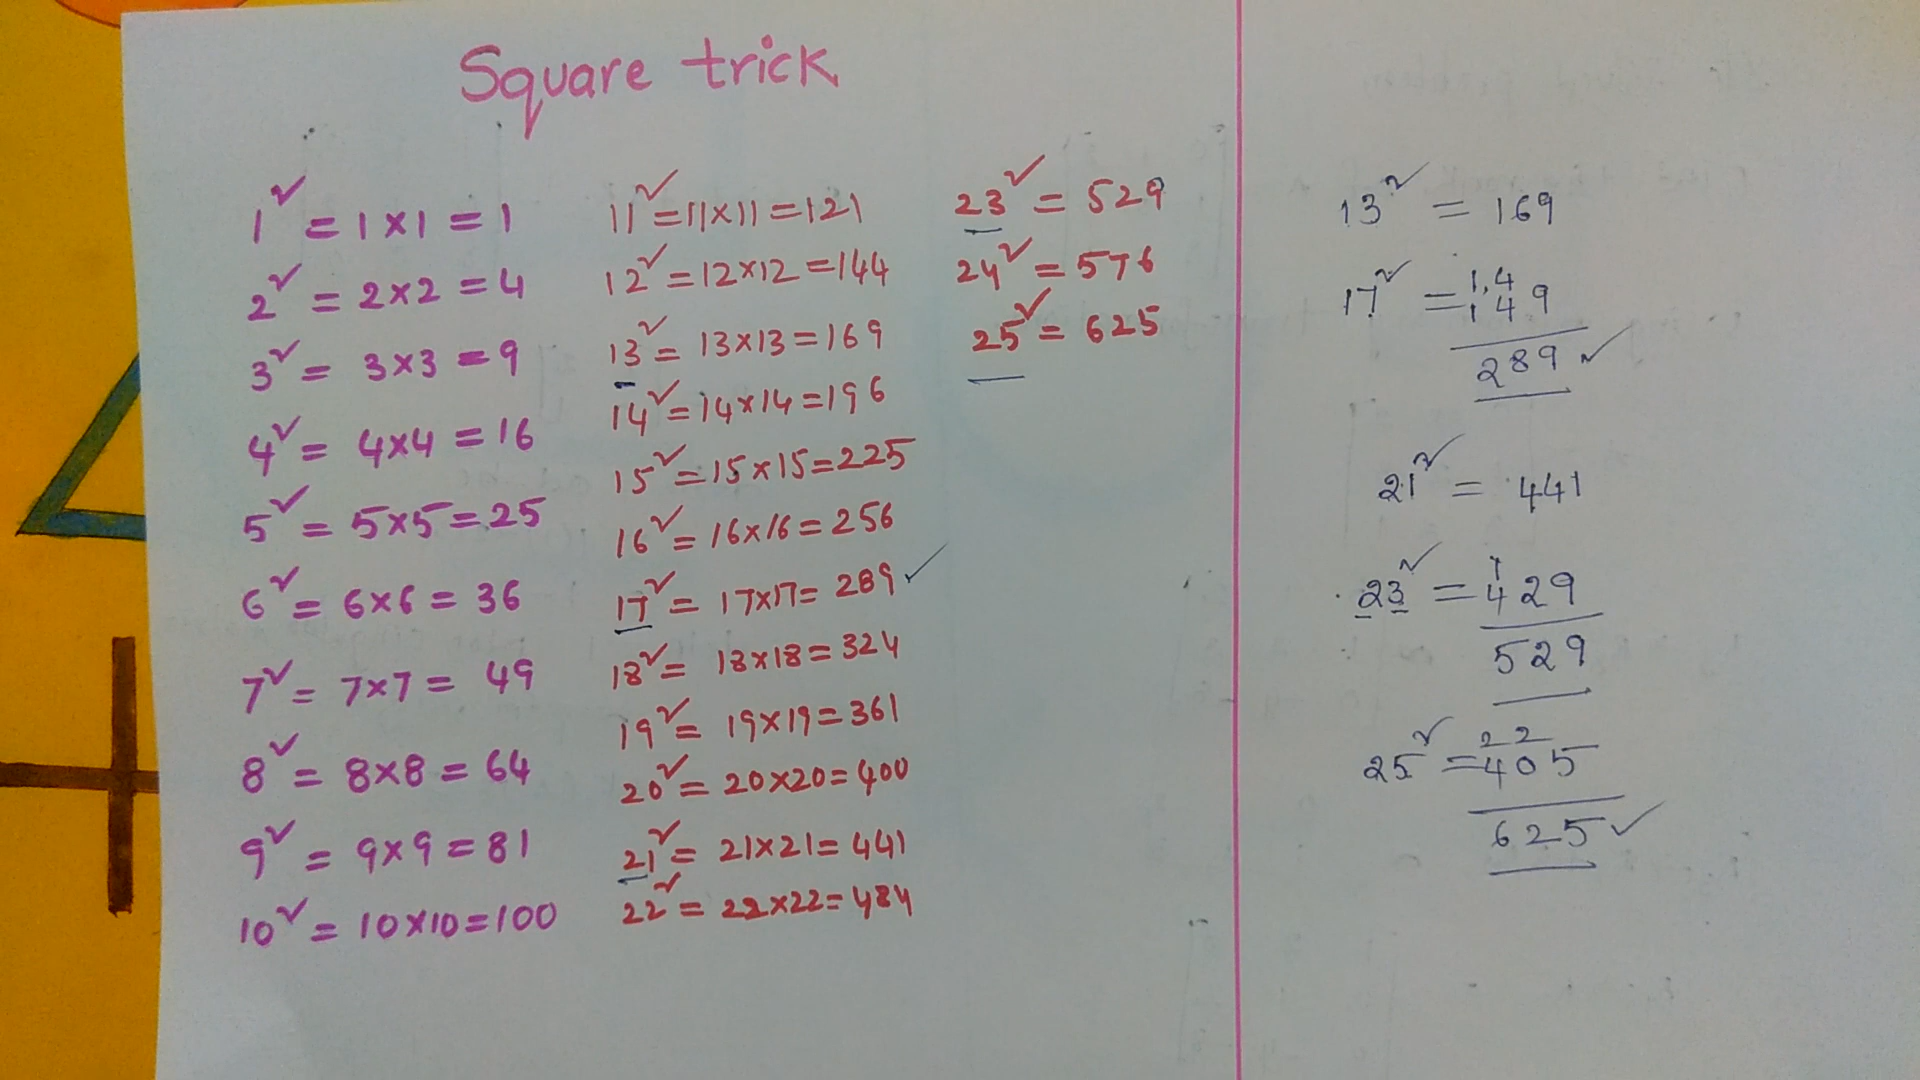 Square trick
1² = 1×1 = 1
2² = 2×2 = 4
3² = 3×3 = 9
4² = 4×4 = 16
5² = 5×5 = 25
6² = 6×6 = 36
7² = 7×7 = 49
8² = 8×8 = 64
9² = 9×9 = 81
10² = 10×10 = 100
11² = 11×11 = 121
12² = 12×12 = 144
13² = 13×13 = 169
14² = 14×14 = 196
15² = 15×15 = 225
16² = 16×16 = 256
17² = 17×17 = 289 ✓
18² = 18×18 = 324
19² = 19×19 = 361
20² = 20×20 = 400
21² = 21×21 = 441
22² = 22×22 = 484
23² = 529
24² = 576
25² = 625
13² = 169
1,4
17² = 149
289 ✓
21² = 441
1
23² = 429
529
22
25² = 405
625 ✓